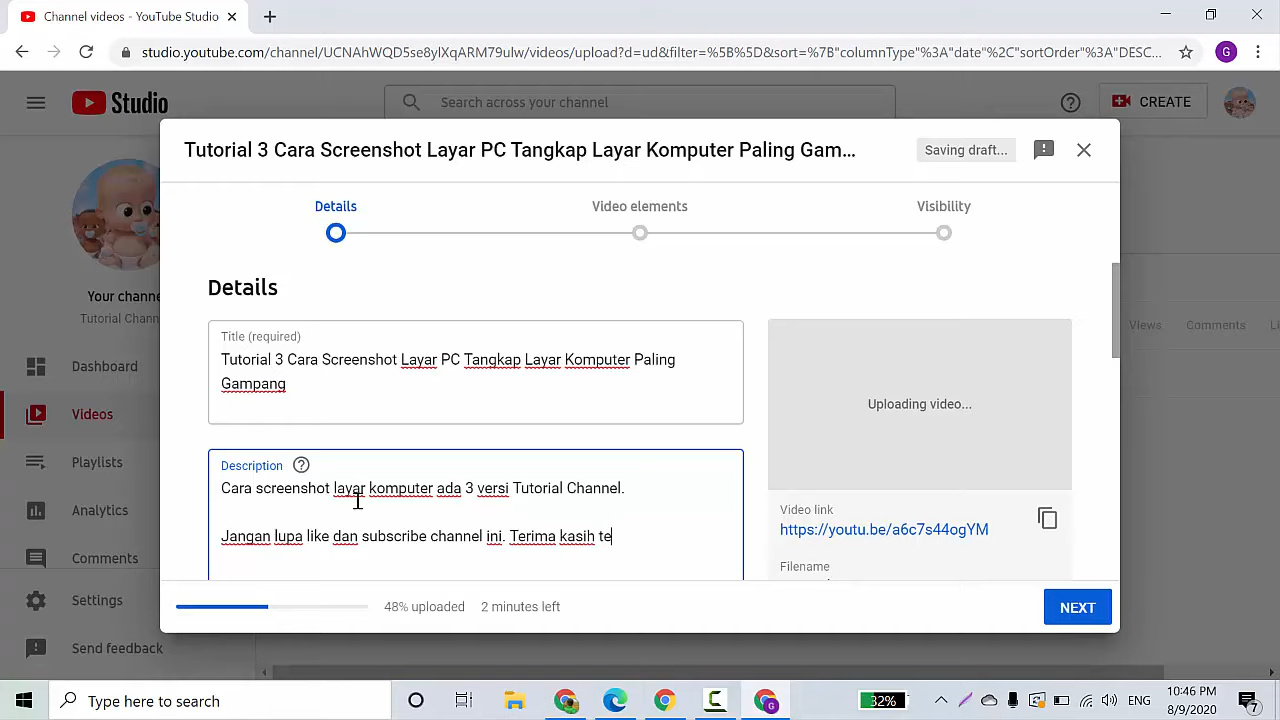 Channel videos - YouTube Studio
studio.youtube.com/channel/UCNAhWQD5se8ylXqARM79ulw/videos/upload?d=ud&filter=%5B%5D&sort=%7B"columnType"%3A"date"%2C"sortOrder"%3A"DESC...
G
Studio
Search across your channel
CREATE
Tutorial 3 Cara Screenshot Layar PC Tangkap Layar Komputer Paling Gam...
Saving draft...
Details
Video elements
Visibility
Your channe
Tutorial Chann
Dashboard
Videos
Playlists
Analytics
Comments
Settings
Send feedback
Views
Comments
Details
Title (required)
Tutorial 3 Cara Screenshot Layar PC Tangkap Layar Komputer Paling
Gampang
Description
Cara screenshot layar komputer ada 3 versi Tutorial Channel.
Jangan lupa like dan subscribe channel ini. Terima kasih te
Uploading video...
Video link
https://youtu.be/a6c7s44ogYM
Filename
48% uploaded
2 minutes left
NEXT
Type here to search
G
32%
ENG
10:46 PM
8/9/2020
7